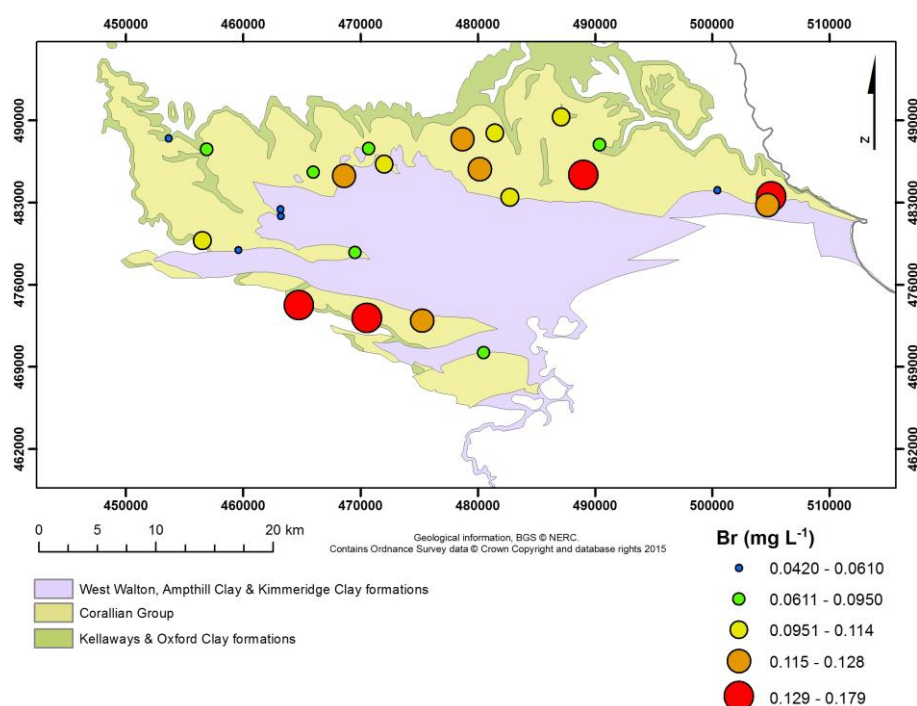 450000 460000 470000 480000 490000 500000 510000
490000 490000
483000 483000
476000 476000
469000 469000
462000 462000
N
450000 460000 470000 480000 490000 500000 510000
0 5 10 20 km
Geological information, BGS © NERC.
Contains Ordnance Survey data © Crown Copyright and database rights 2015
West Walton, Ampthill Clay & Kimmeridge Clay formations
Corallian Group
Kellaways & Oxford Clay formations
Br (mg L⁻¹)
0.0420 - 0.0610
0.0611 - 0.0950
0.0951 - 0.114
0.115 - 0.128
0.129 - 0.179